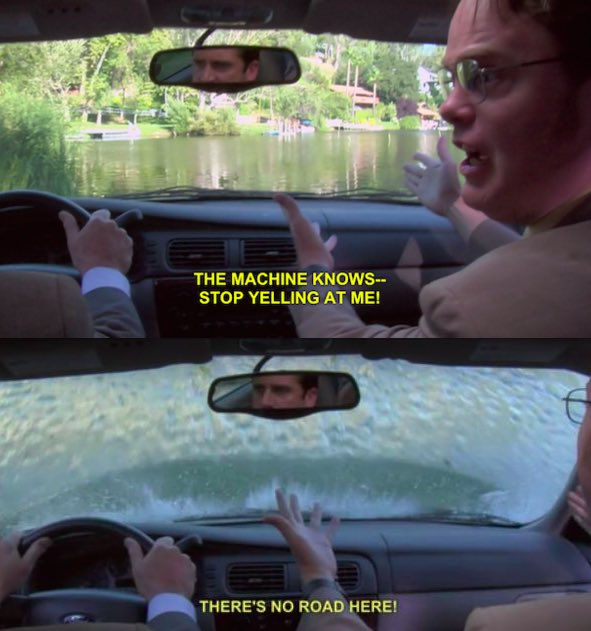 THE MACHINE KNOWS--
STOP YELLING AT ME!
THERE'S NO ROAD HERE!